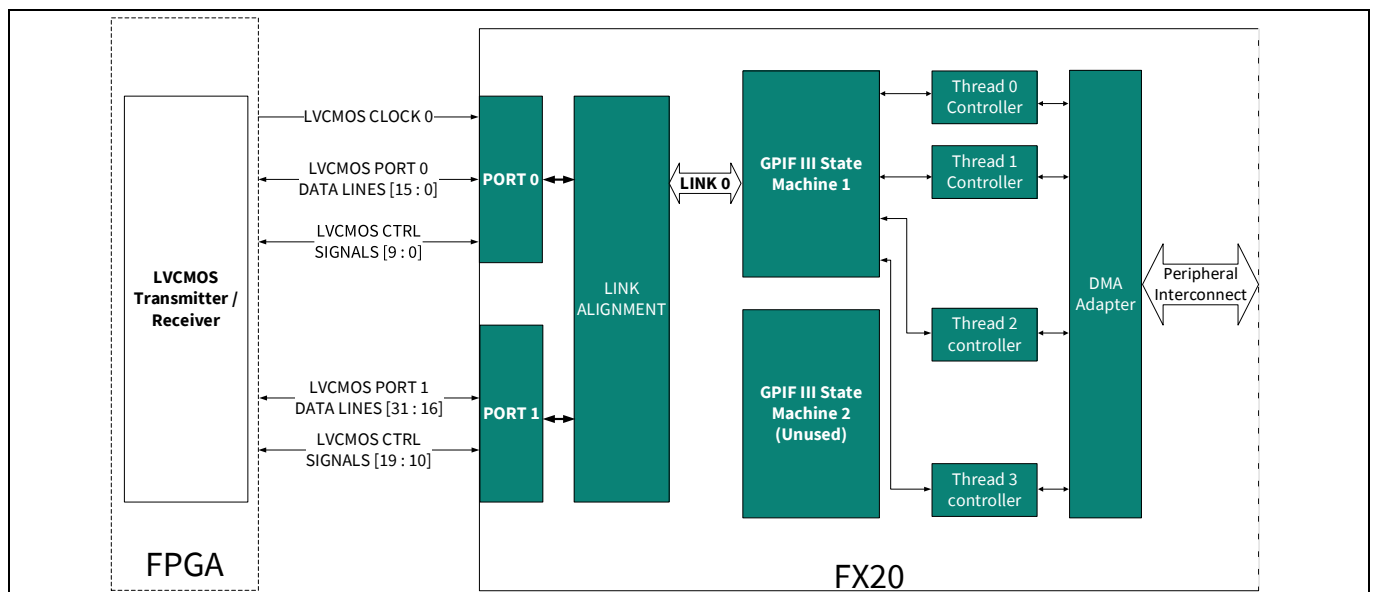 LVCMOS CLOCK 0
LVCMOS PORT 0
DATA LINES [15 : 0]
LVCMOS CTRL
SIGNALS [9 : 0]
LVCMOS
Transmitter /
Receiver
LVCMOS PORT 1
DATA LINES [31 : 16]
LVCMOS CTRL
SIGNALS [19 : 10]
FPGA
PORT 0
PORT 1
LINK
ALIGNMENT
LINK 0
GPIF III State
Machine 1
GPIF III State
Machine 2
(Unused)
Thread 0
Controller
Thread 1
Controller
Thread 2
controller
Thread 3
controller
DMA
Adapter
Peripheral
Interconnect
FX20